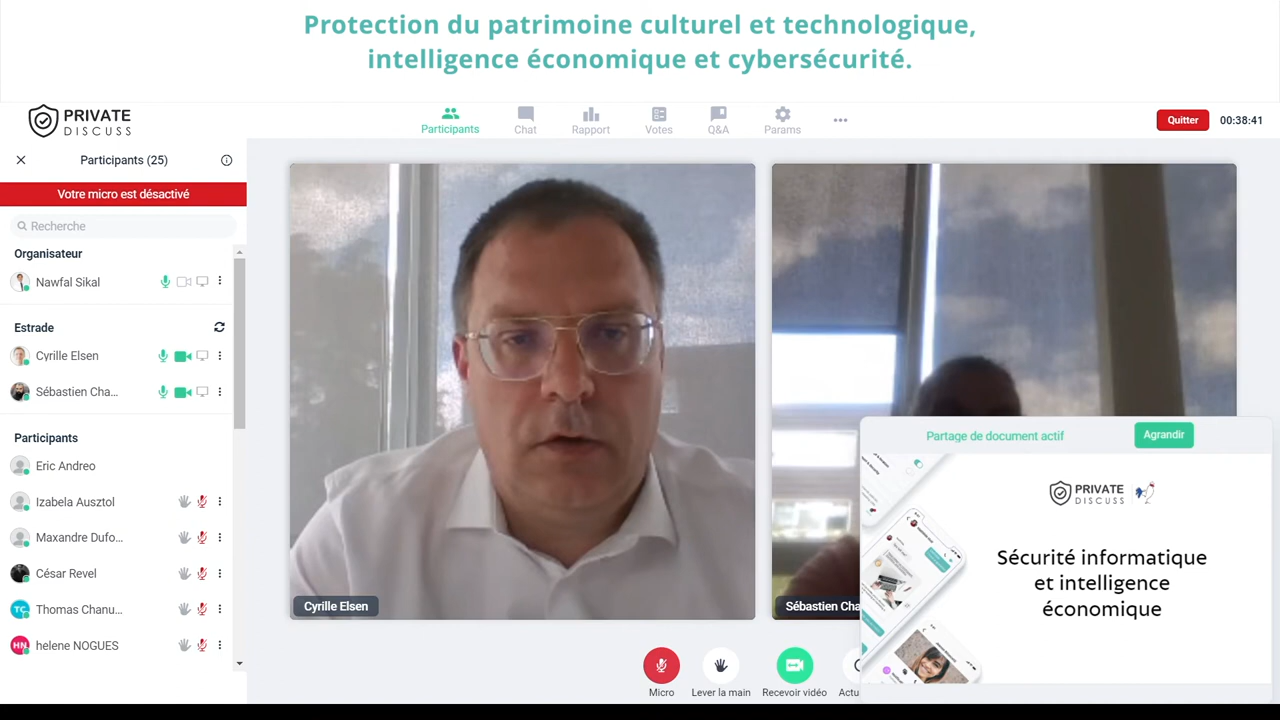 Protection du patrimoine culturel et technologique,
intelligence économique et cybersécurité.
PRIVATE
DISCUSS
Participants
Chat
Rapport
Votes
Q&A
Params
Quitter
00:38:41
Participants (25)
Votre micro est désactivé
Recherche
Organisateur
Nawfal Sikal
Estrade
Cyrille Elsen
Sébastien Cha...
Participants
Eric Andreo
Izabela Ausztol
Maxandre Dufo...
César Revel
TC
Thomas Chanu...
HN
helene NOGUES
Cyrille Elsen
Sébastien Cha
Partage de document actif
Agrandir
PRIVATE
DISCUSS
Sécurité informatique
et intelligence
économique
Micro
Lever la main
Recevoir vidéo
Actu